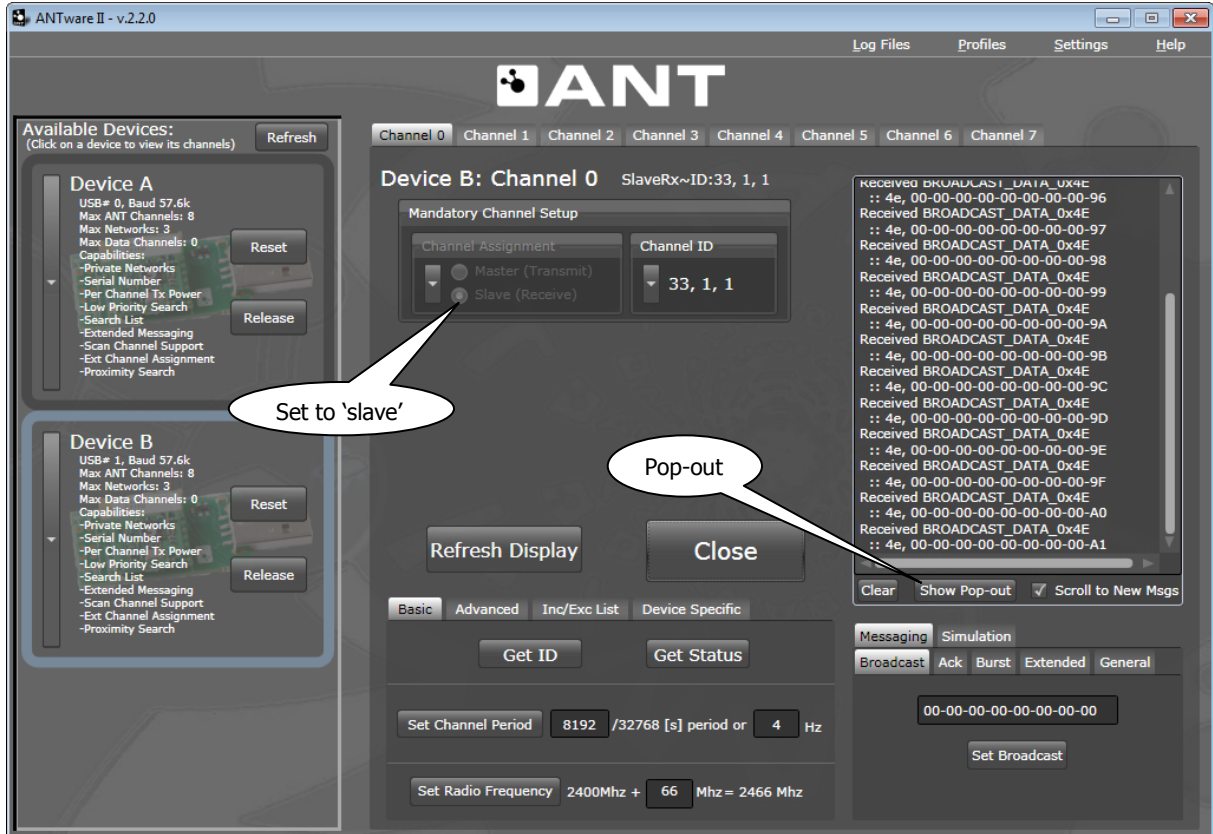 ANTware II - v.2.2.0
Log Files Profiles Settings Help
ANT
Available Devices:
(Click on a device to view its channels)
Refresh
Device A
USB# 0, Baud 57.6k
Max ANT Channels: 8
Max Networks: 3
Max Data Channels: 0
Capabilities:
-Private Networks
-Serial Number
-Per Channel Tx Power
-Low Priority Search
-Search List
-Extended Messaging
-Scan Channel Support
-Ext Channel Assignment
-Proximity Search
Reset
Release
Device B
USB# 1, Baud 57.6k
Max ANT Channels: 8
Max Networks: 3
Max Data Channels: 0
Capabilities:
-Private Networks
-Serial Number
-Per Channel Tx Power
-Low Priority Search
-Search List
-Extended Messaging
-Scan Channel Support
-Ext Channel Assignment
-Proximity Search
Reset
Release
Channel 0 Channel 1 Channel 2 Channel 3 Channel 4 Channel 5 Channel 6 Channel 7
Device B: Channel 0 SlaveRx~ID:33, 1, 1
Mandatory Channel Setup
Channel Assignment
Master (Transmit)
Slave (Receive)
Channel ID
33, 1, 1
Set to ‘slave’
Pop-out
Refresh Display
Close
Basic Advanced Inc/Exc List Device Specific
Get ID Get Status
Set Channel Period 8192 /32768 [s] period or 4 Hz
Set Radio Frequency 2400Mhz + 66 Mhz= 2466 Mhz
Received BROADCAST_DATA_0x4E
:: 4e, 00-00-00-00-00-00-00-96
Received BROADCAST_DATA_0x4E
:: 4e, 00-00-00-00-00-00-00-97
Received BROADCAST_DATA_0x4E
:: 4e, 00-00-00-00-00-00-00-98
Received BROADCAST_DATA_0x4E
:: 4e, 00-00-00-00-00-00-00-99
Received BROADCAST_DATA_0x4E
:: 4e, 00-00-00-00-00-00-00-9A
Received BROADCAST_DATA_0x4E
:: 4e, 00-00-00-00-00-00-00-9B
Received BROADCAST_DATA_0x4E
:: 4e, 00-00-00-00-00-00-00-9C
Received BROADCAST_DATA_0x4E
:: 4e, 00-00-00-00-00-00-00-9D
Received BROADCAST_DATA_0x4E
:: 4e, 00-00-00-00-00-00-00-9E
Received BROADCAST_DATA_0x4E
:: 4e, 00-00-00-00-00-00-00-9F
Received BROADCAST_DATA_0x4E
:: 4e, 00-00-00-00-00-00-00-A0
Received BROADCAST_DATA_0x4E
:: 4e, 00-00-00-00-00-00-00-A1
Clear Show Pop-out Scroll to New Msgs
Messaging Simulation
Broadcast Ack Burst Extended General
00-00-00-00-00-00-00-00
Set Broadcast